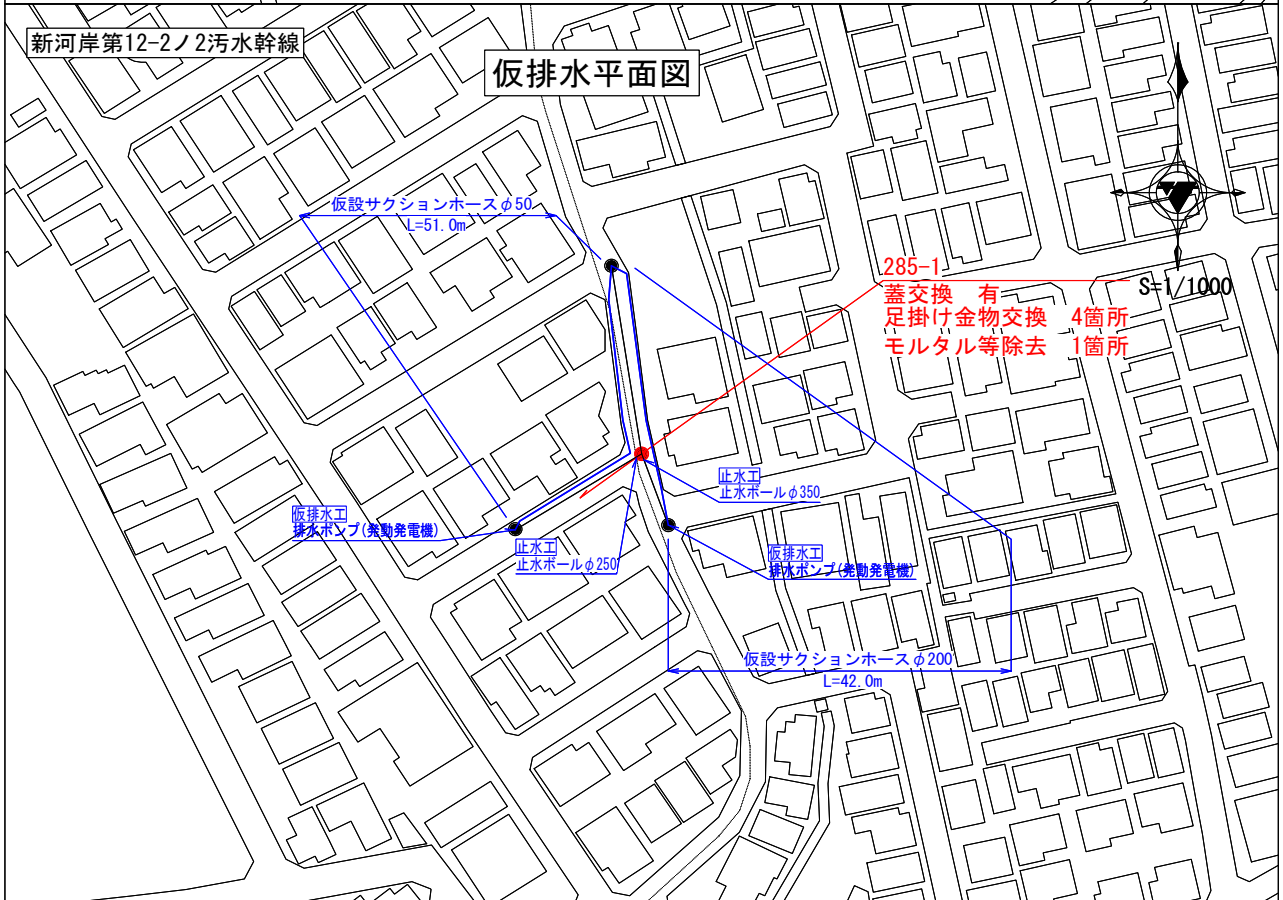 新河岸第12-2ノ2汚水幹線
仮排水平面図
仮設サクションホースφ50
L=51.0m
285-1
蓋交換 有
足掛け金物交換 4箇所
モルタル等除去 1箇所
S=1/1000
止水工
止水ボールφ350
仮排水工
排水ポンプ(発動発電機)
止水工
止水ボールφ250
仮排水工
排水ポンプ(発動発電機)
仮設サクションホースφ200
L=42.0m